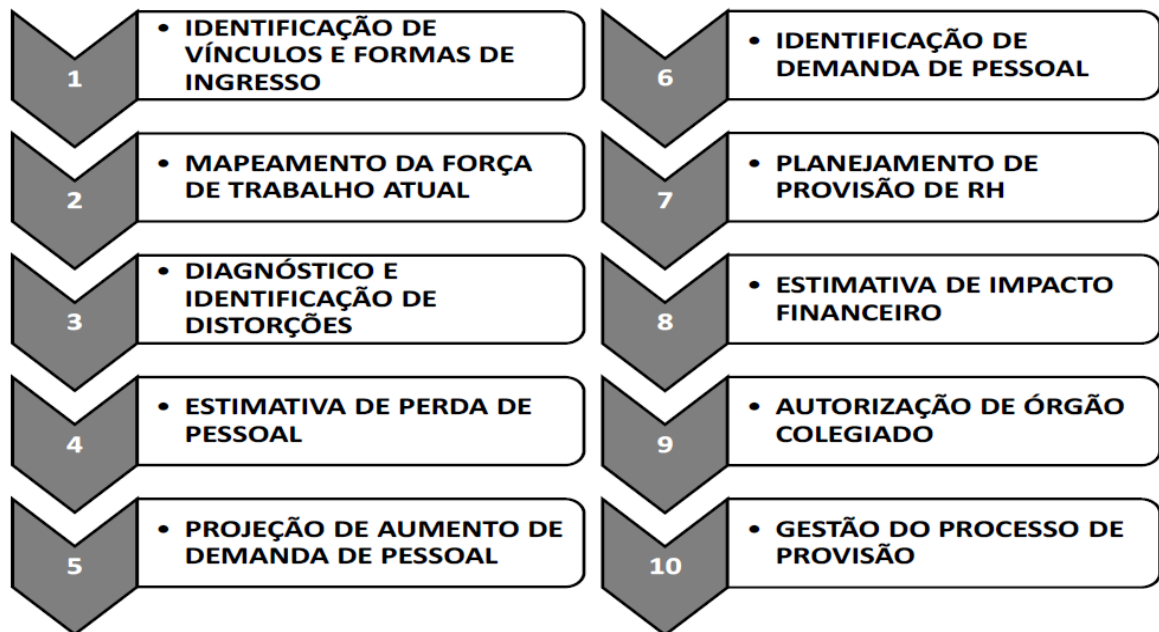 1
• IDENTIFICAÇÃO DE
VÍNCULOS E FORMAS DE
INGRESSO
2
• MAPEAMENTO DA FORÇA
DE TRABALHO ATUAL
3
• DIAGNÓSTICO E
IDENTIFICAÇÃO DE
DISTORÇÕES
4
• ESTIMATIVA DE PERDA DE
PESSOAL
5
• PROJEÇÃO DE AUMENTO DE
DEMANDA DE PESSOAL
6
• IDENTIFICAÇÃO DE
DEMANDA DE PESSOAL
7
• PLANEJAMENTO DE
PROVISÃO DE RH
8
• ESTIMATIVA DE IMPACTO
FINANCEIRO
9
• AUTORIZAÇÃO DE ÓRGÃO
COLEGIADO
10
• GESTÃO DO PROCESSO DE
PROVISÃO